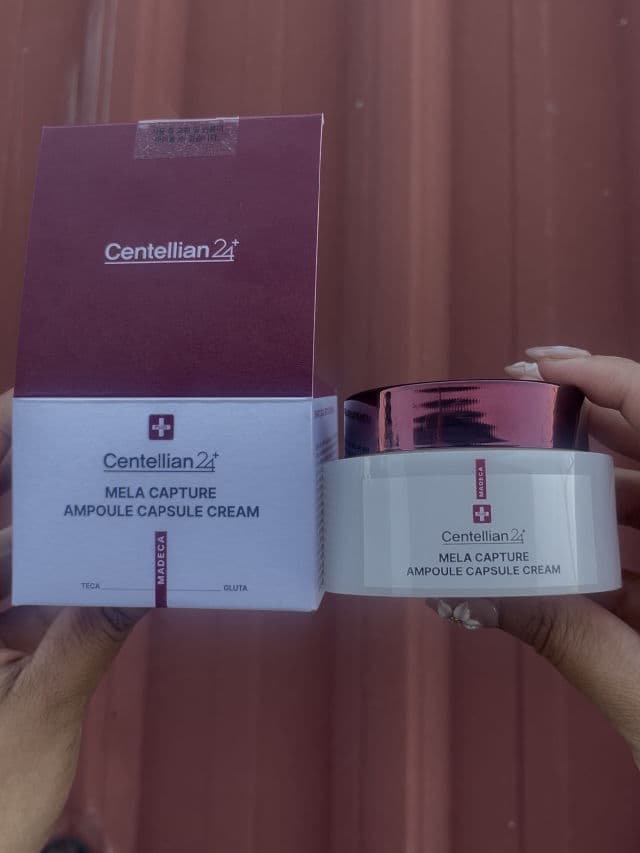 Centellian24+
Centellian24+
MELA CAPTURE
AMPOULE CAPSULE CREAM
MADECA
TECA
GLUTA
MADECA
Centellian24+
MELA CAPTURE
AMPOULE CAPSULE CREAM